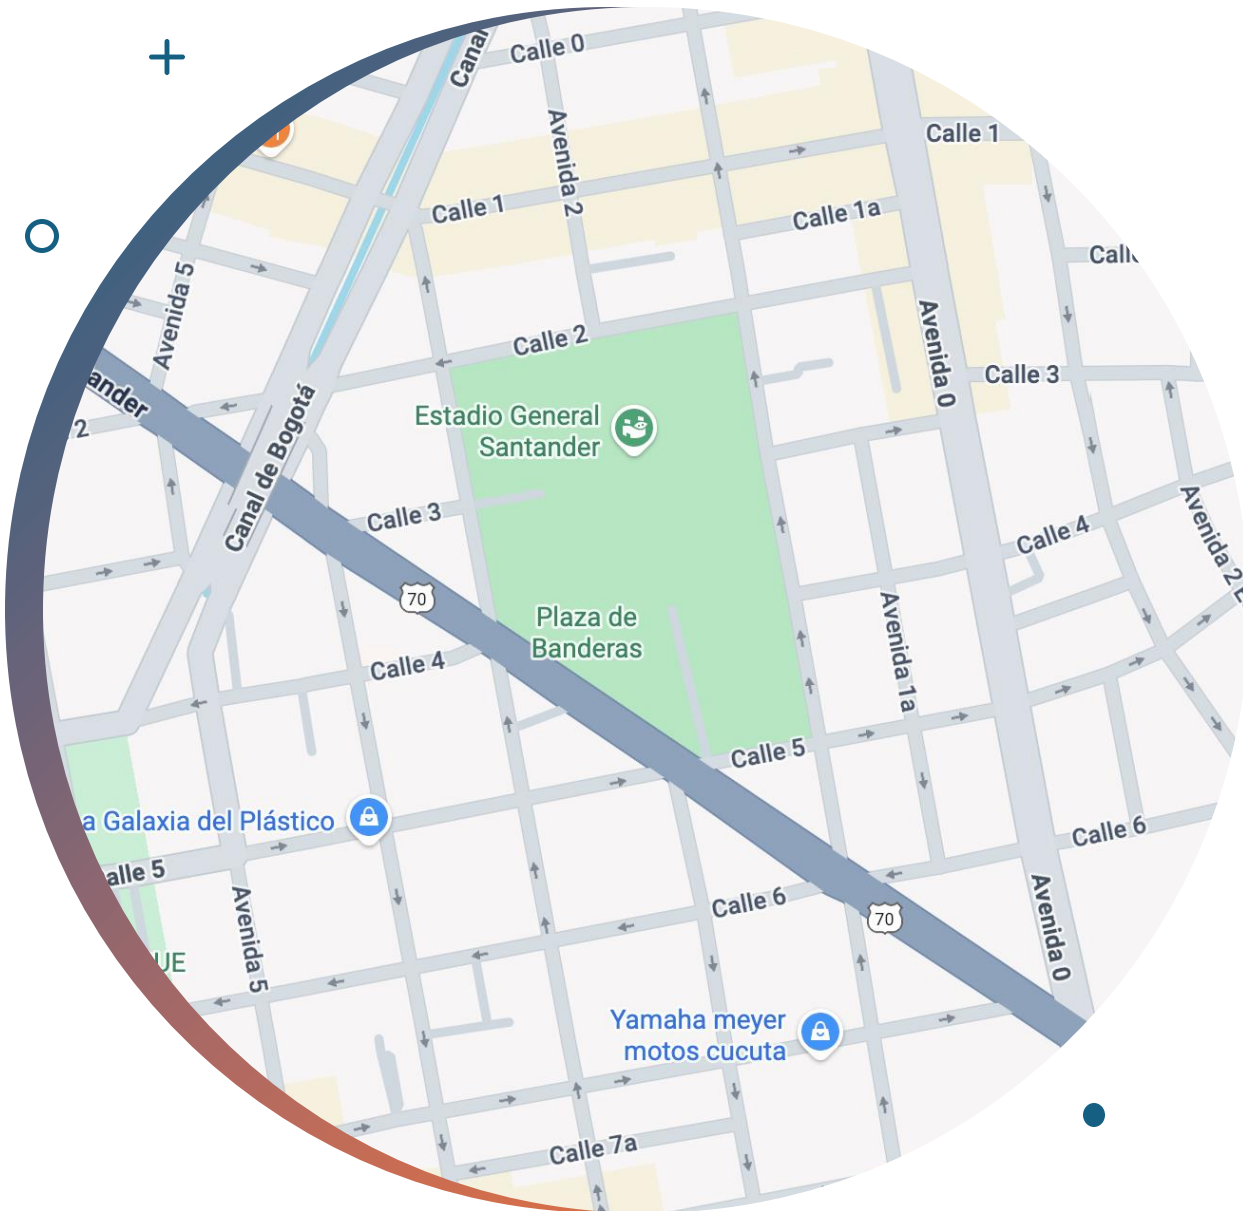 Canal
Calle 0
Avenida 2
Calle 1
Calle 1
Calle 1a
Avenida 5
Avenida 0
Calle 2
Calle 3
ander
2
Canal de Bogotá
Estadio General
Santander
Calle 3
Calle 4
Avenida 2 E
70
Plaza de
Banderas
Avenida 1a
Calle 4
Calle 5
a Galaxia del Plástico
Calle 6
alle 5
Avenida 5
Calle 6
70
Avenida 0
UE
Yamaha meyer
motos cucuta
Calle 7a